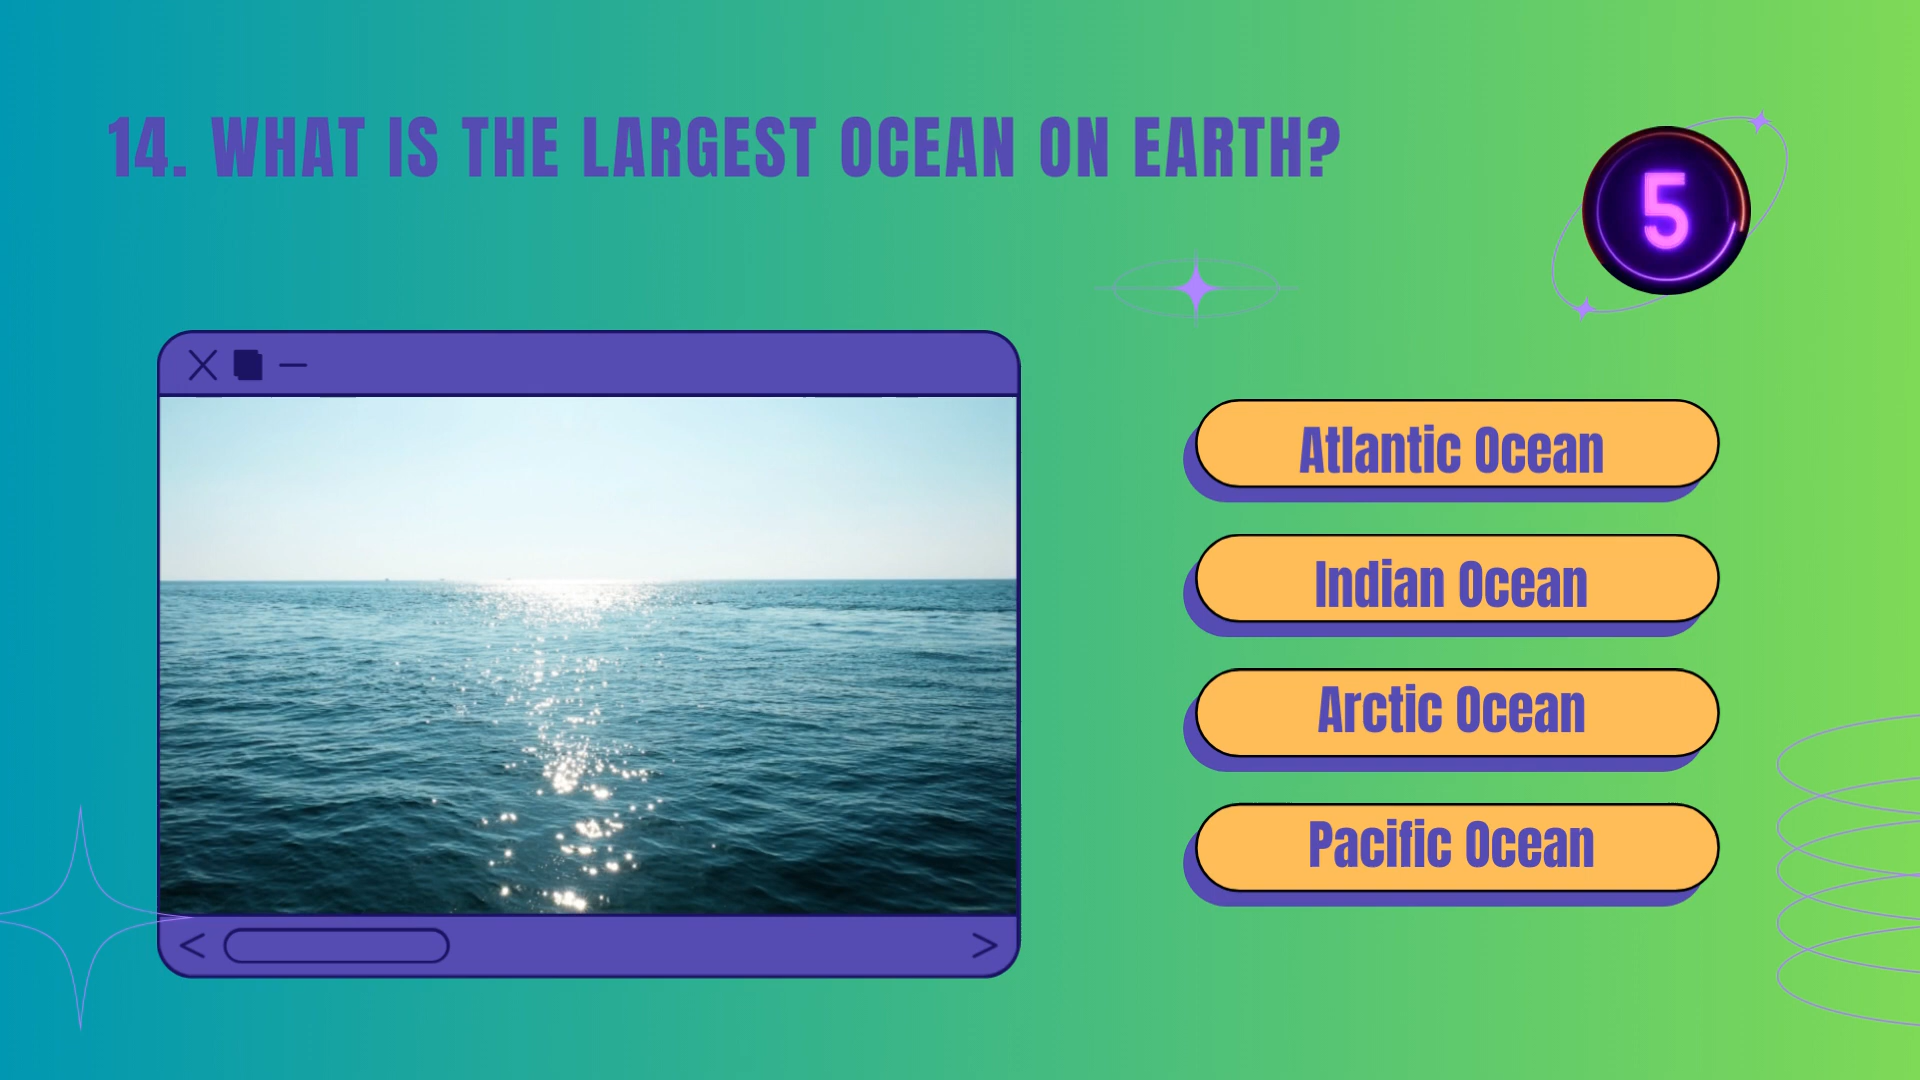 14. WHAT IS THE LARGEST OCEAN ON EARTH?
5
Atlantic Ocean
Indian Ocean
Arctic Ocean
Pacific Ocean